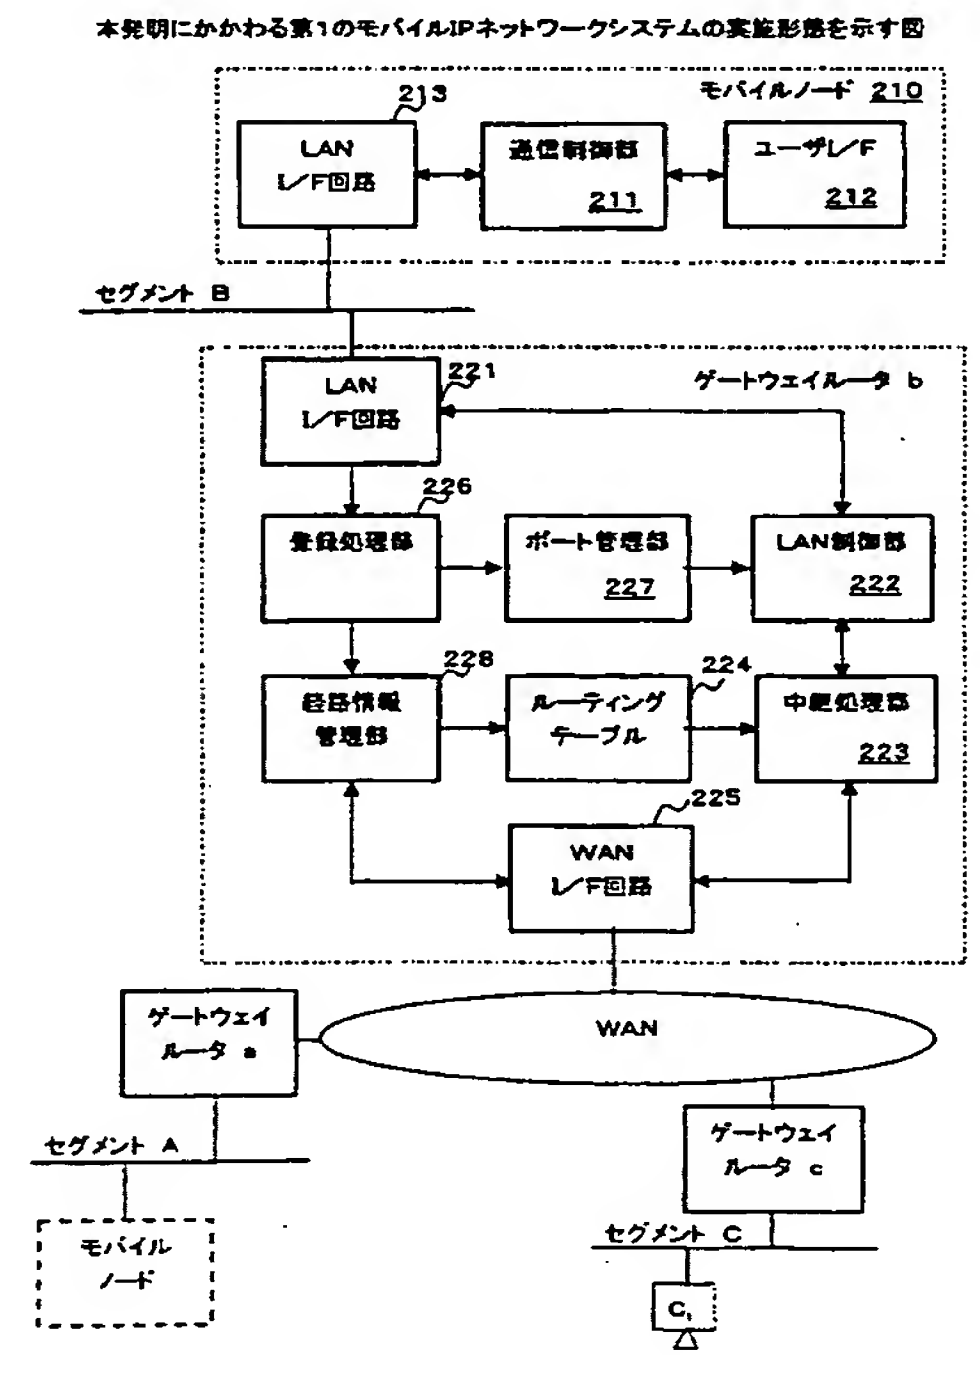 本発明にかかわる第1のモバイルIPネットワークシステムの実施形態を示す図
モバイルノード 210
213
LAN
I/F回路
通信制御部
211
ユーザI/F
212
セグメント B
ゲートウェイルータ b
LAN
I/F回路
221
226
登録処理部
ポート管理部
227
LAN制御部
222
228
経路情報
管理部
ルーティング
テーブル
224
中継処理部
223
225
WAN
I/F回路
WAN
ゲートウェイ
ルータ a
セグメント A
モバイル
ノード
ゲートウェイ
ルータ c
セグメント C
C1